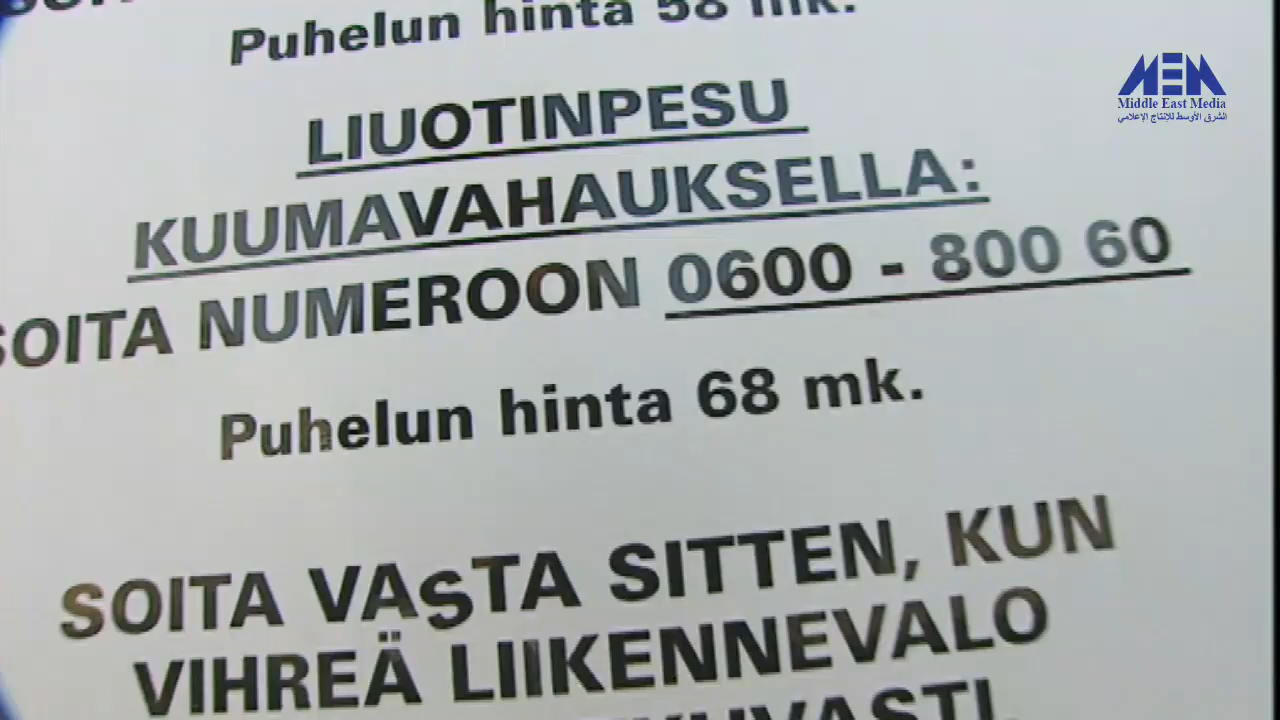 Puhelun hinta 58 mk.
LIUOTINPESU
KUUMAVAHAUKSELLA:
SOITA NUMEROON 0600 - 800 60
Puhelun hinta 68 mk.
SOITA VASTA SITTEN, KUN
VIHREÄ LIIKENNEVALO
MEM
Middle East Media
الشرق الأوسط للإنتاج الإعلامي